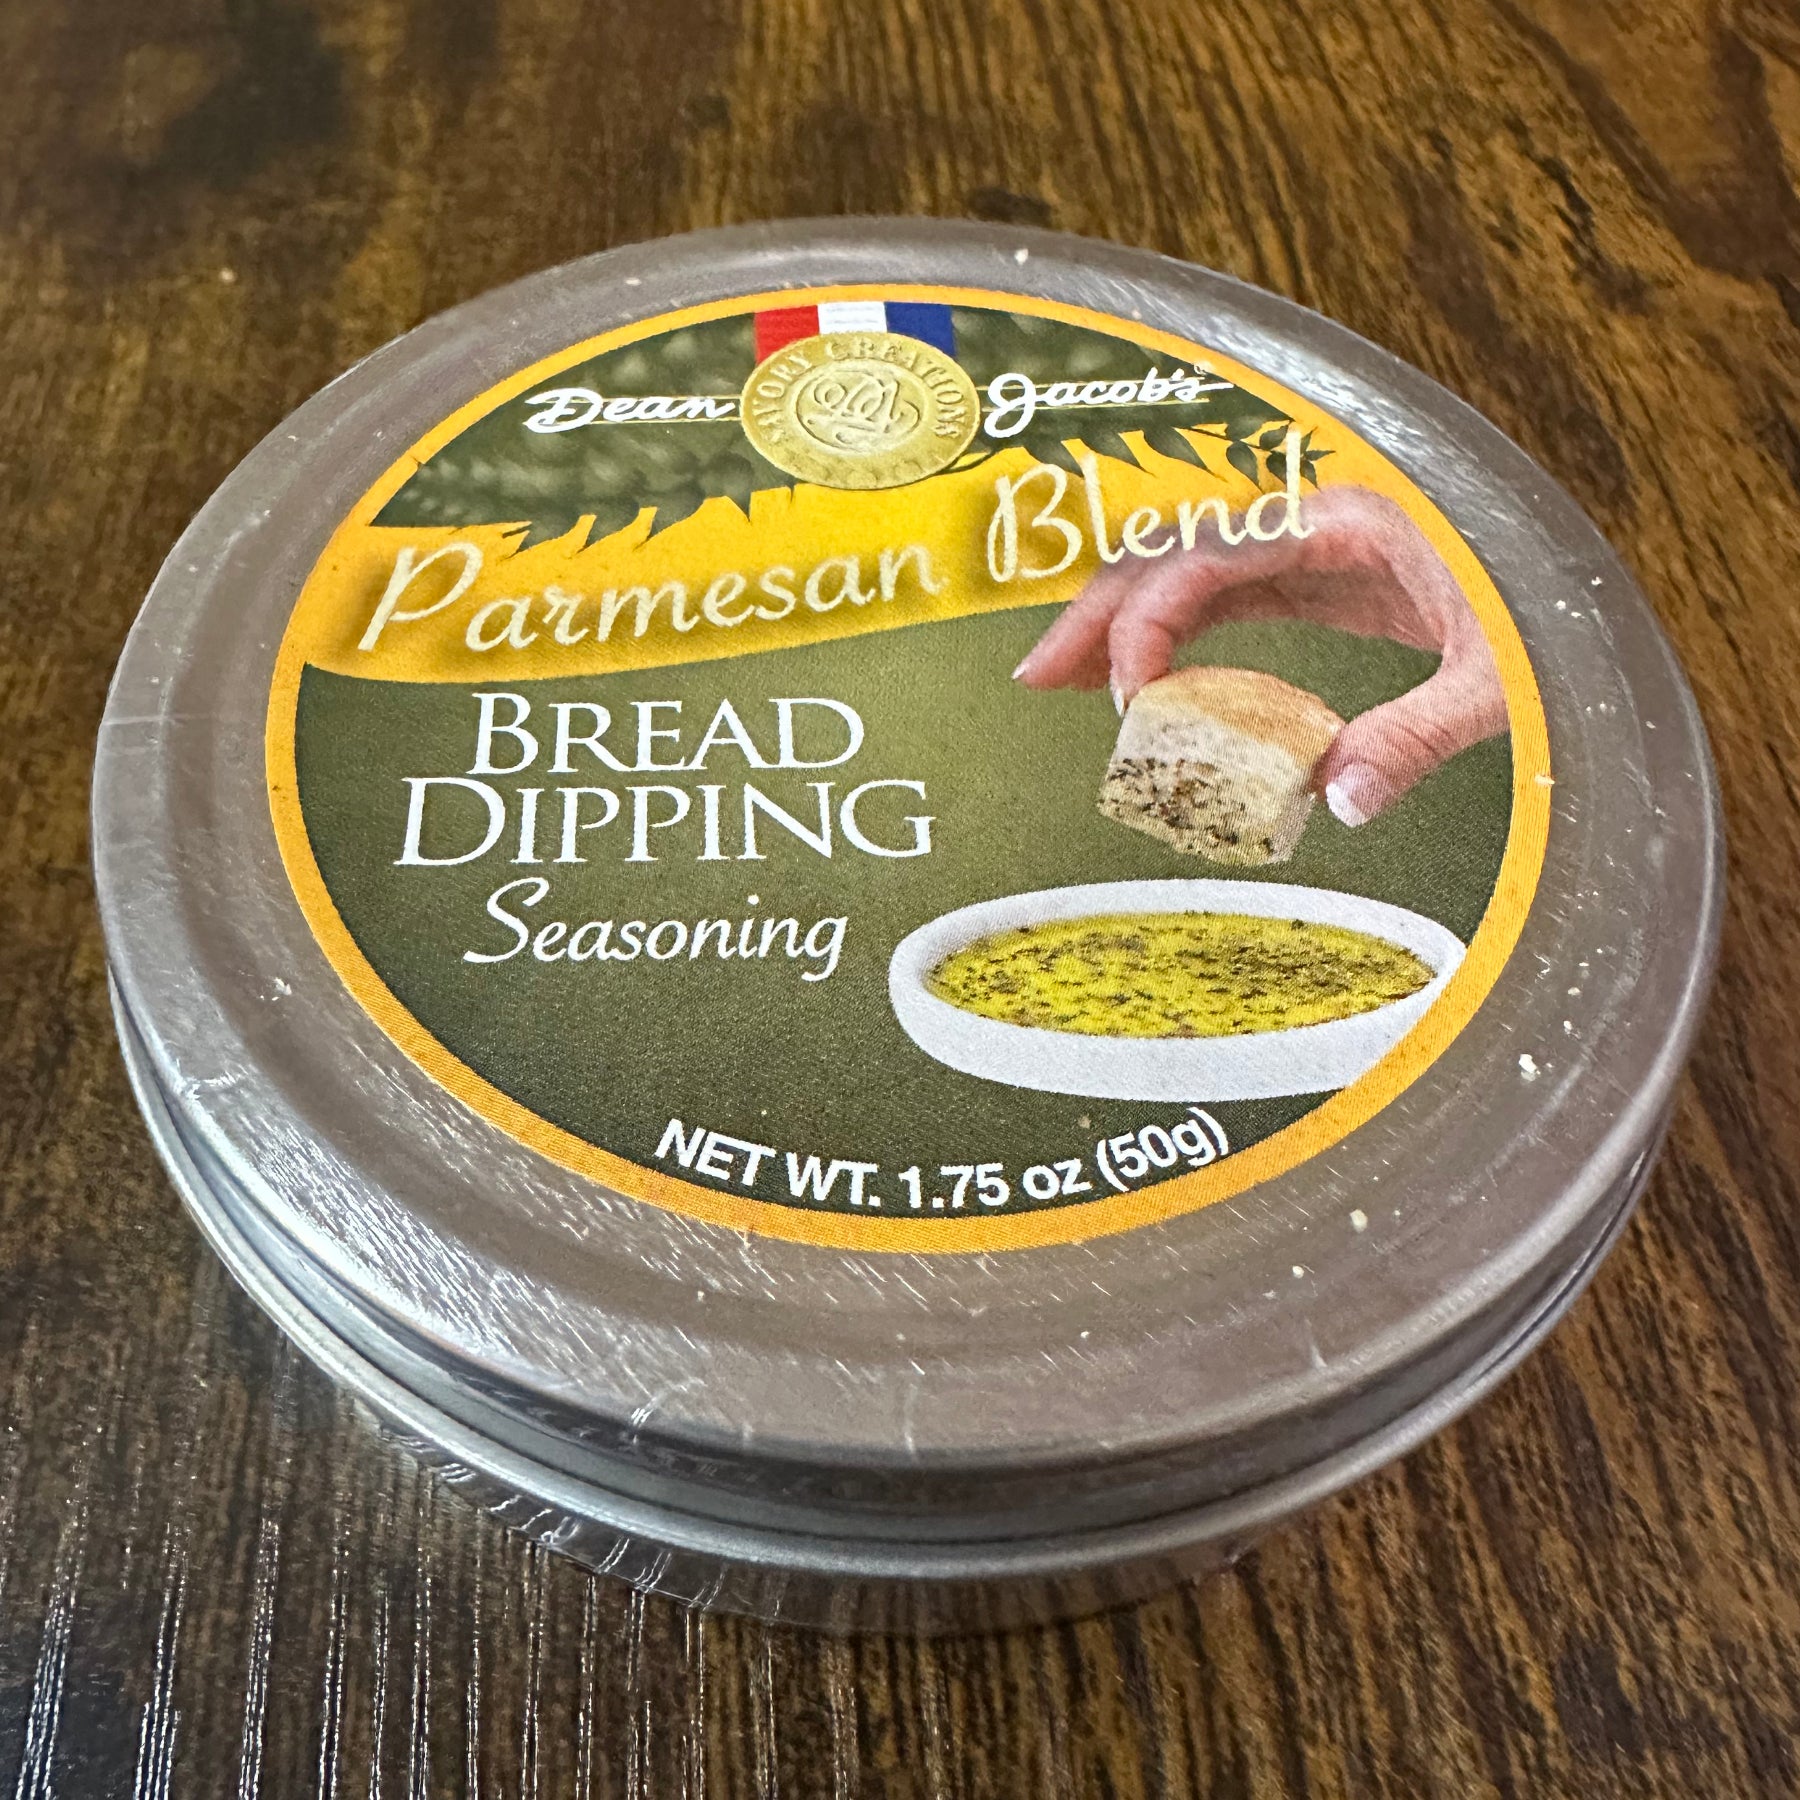 Dean Jacob's®
SAVORY CREATIONS
Parmesan Blend
BREAD
DIPPING
Seasoning
NET WT. 1.75 oz (50g)